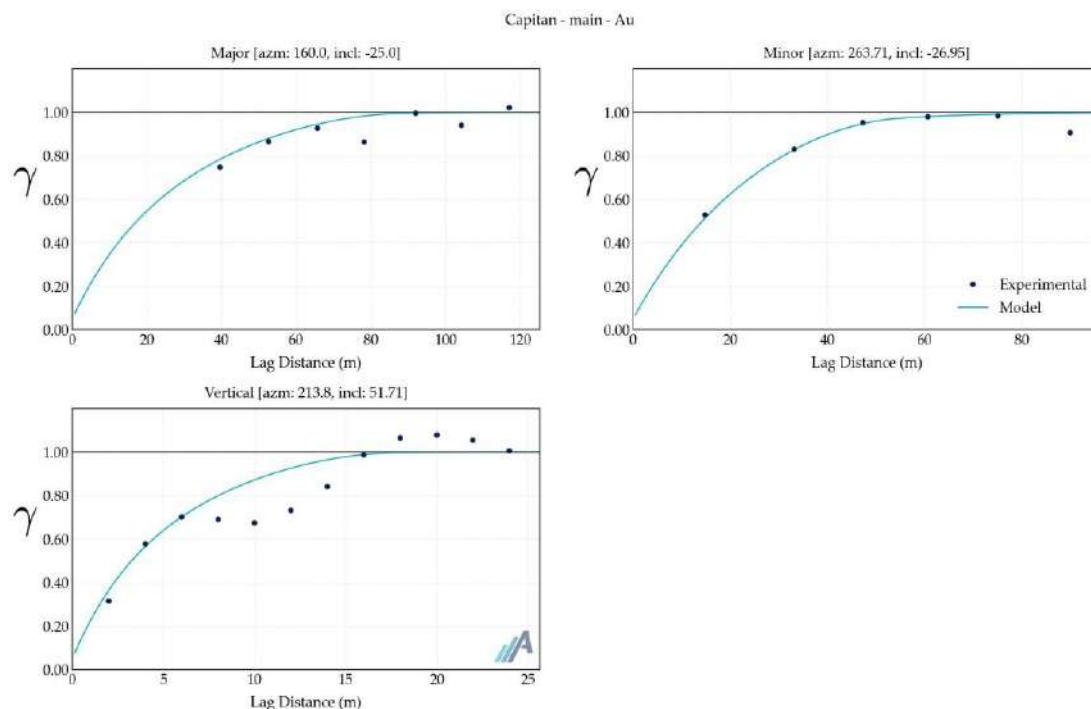 Capitan - main - Au
Major [azm: 160.0, incl: -25.0]
γ
1.00
0.80
0.60
0.40
0.20
0.00
0 20 40 60 80 100 120
Lag Distance (m)
Minor [azm: 263.71, incl: -26.95]
γ
1.00
0.80
0.60
0.40
0.20
0.00
Experimental
Model
0 20 40 60 80
Lag Distance (m)
Vertical [azm: 213.8, incl: 51.71]
γ
1.00
0.80
0.60
0.40
0.20
0.00
0 5 10 15 20 25
Lag Distance (m)
A